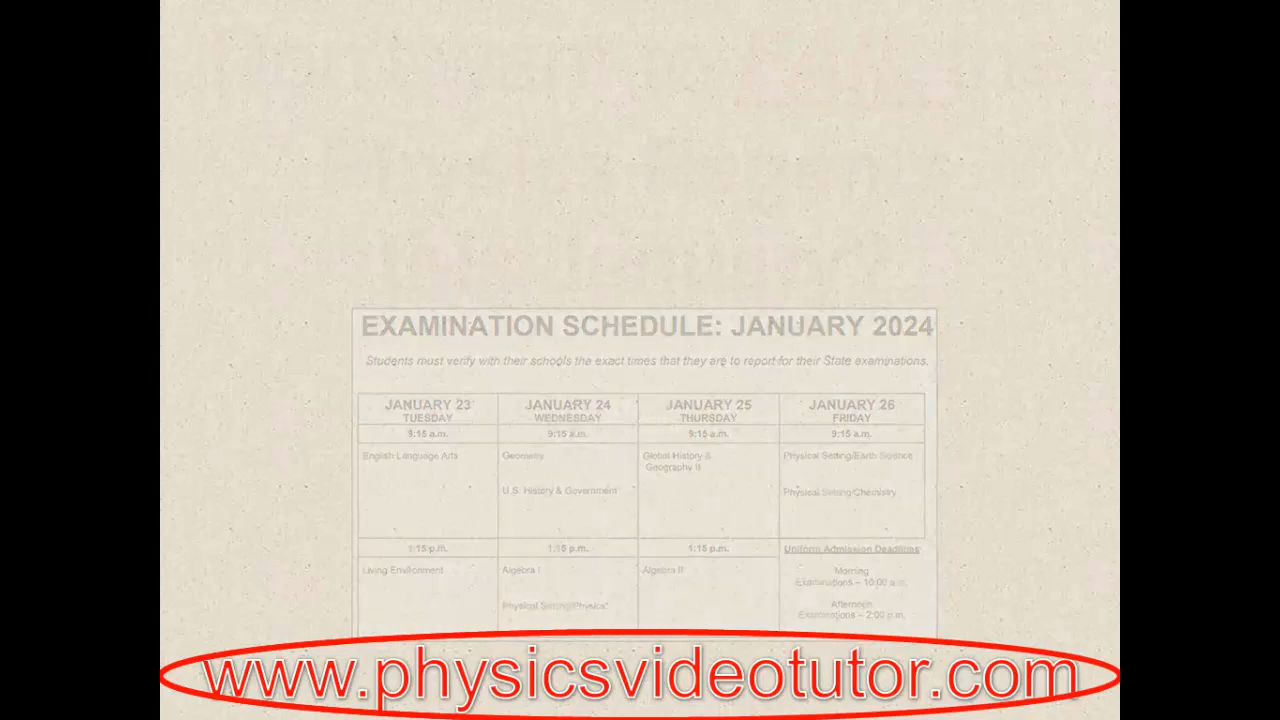 EXAMINATION SCHEDULE: JANUARY 2024
Students must verify with their schools the exact times that they are to report for their State examinations.
JANUARY 23 JANUARY 24 JANUARY 25 JANUARY 26
TUESDAY WEDNESDAY THURSDAY FRIDAY
9:15 a.m. 9:15 a.m. 9:15 a.m. 9:15 a.m.
English Language Arts Geometry Global History & Physical Setting/Earth Science
Geography II
U.S. History & Government Physical Setting/Chemistry
1:15 p.m. 1:15 p.m. 1:15 p.m. Uniform Admission Deadlines
Living Environment Algebra I Algebra II Morning
Examinations – 10:00 a.m.
Physical Setting/Physics* Afternoon
Examinations – 2:00 p.m.
www.physicsvideotutor.com